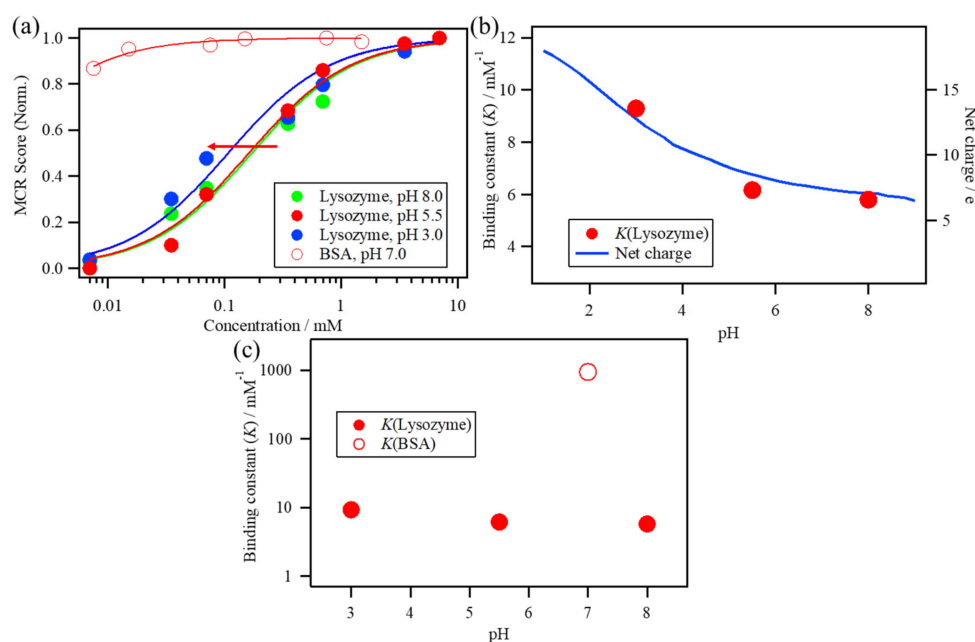 (a)
MCR Score (Norm.)
1.0
0.8
0.6
0.4
0.2
0.0
0.01
0.1
1
10
Concentration / mM
Lysozyme, pH 8.0
Lysozyme, pH 5.5
Lysozyme, pH 3.0
BSA, pH 7.0
(b)
Binding constant (K) / mM⁻¹
12
10
8
6
4
2
4
6
8
pH
15
10
5
Net charge / e
K(Lysozyme)
Net charge
(c)
Binding constant (K) / mM⁻¹
1000
100
10
1
3
4
5
6
7
8
pH
K(Lysozyme)
K(BSA)